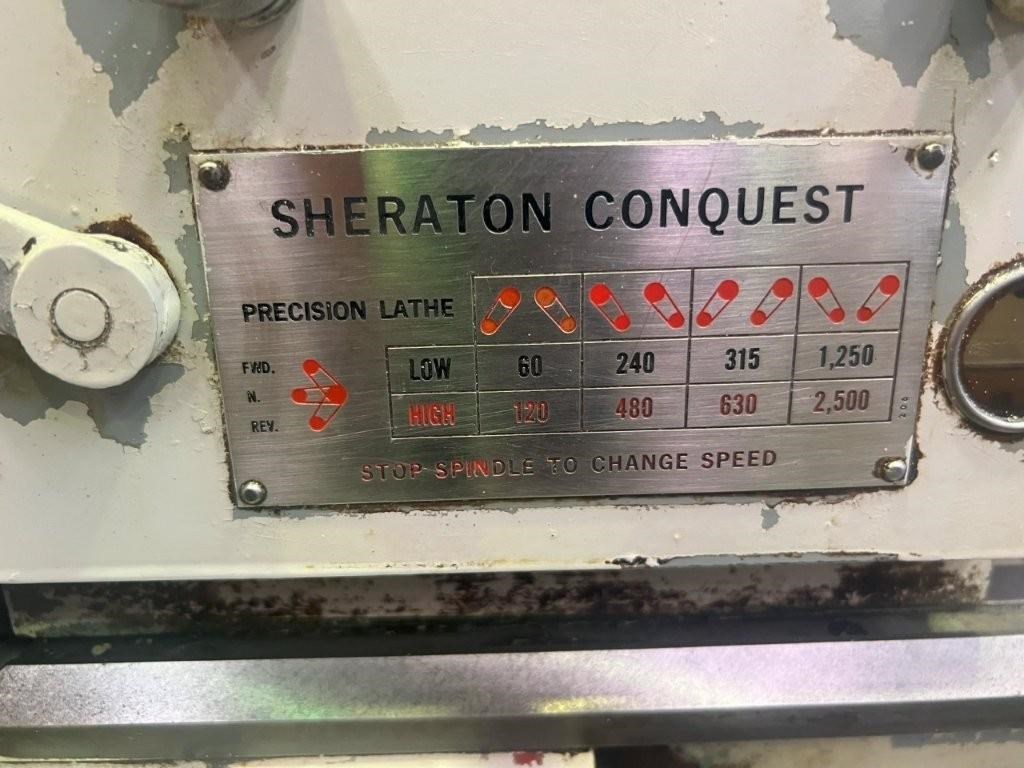 SHERATON CONQUEST
PRECISION LATHE
FWD.
N.
REV.
LOW 60 240 315 1,250
HIGH 120 480 630 2,500
STOP SPINDLE TO CHANGE SPEED